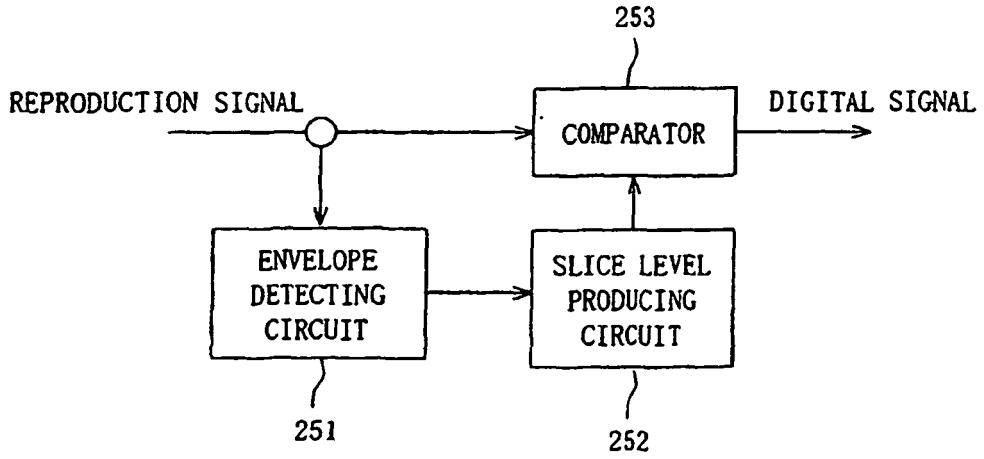 253
REPRODUCTION SIGNAL
DIGITAL SIGNAL
COMPARATOR
ENVELOPE
DETECTING
CIRCUIT
SLICE LEVEL
PRODUCING
CIRCUIT
251
252